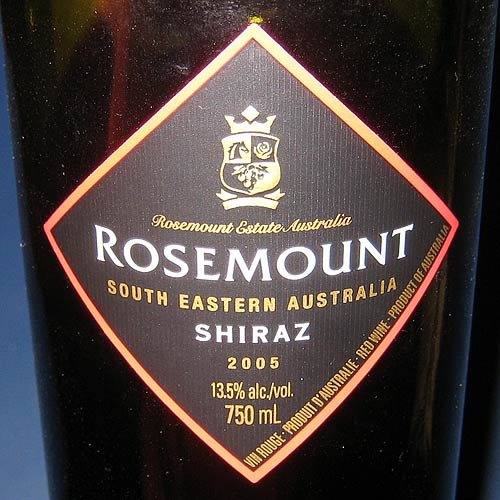 Rosemount Estate Australia
ROSEMOUNT
SOUTH EASTERN AUSTRALIA
SHIRAZ
2005
13.5% alc./vol.
750 mL
VIN ROUGE · PRODUIT D'AUSTRALIE · RED WINE · PRODUCT OF AUSTRALIA